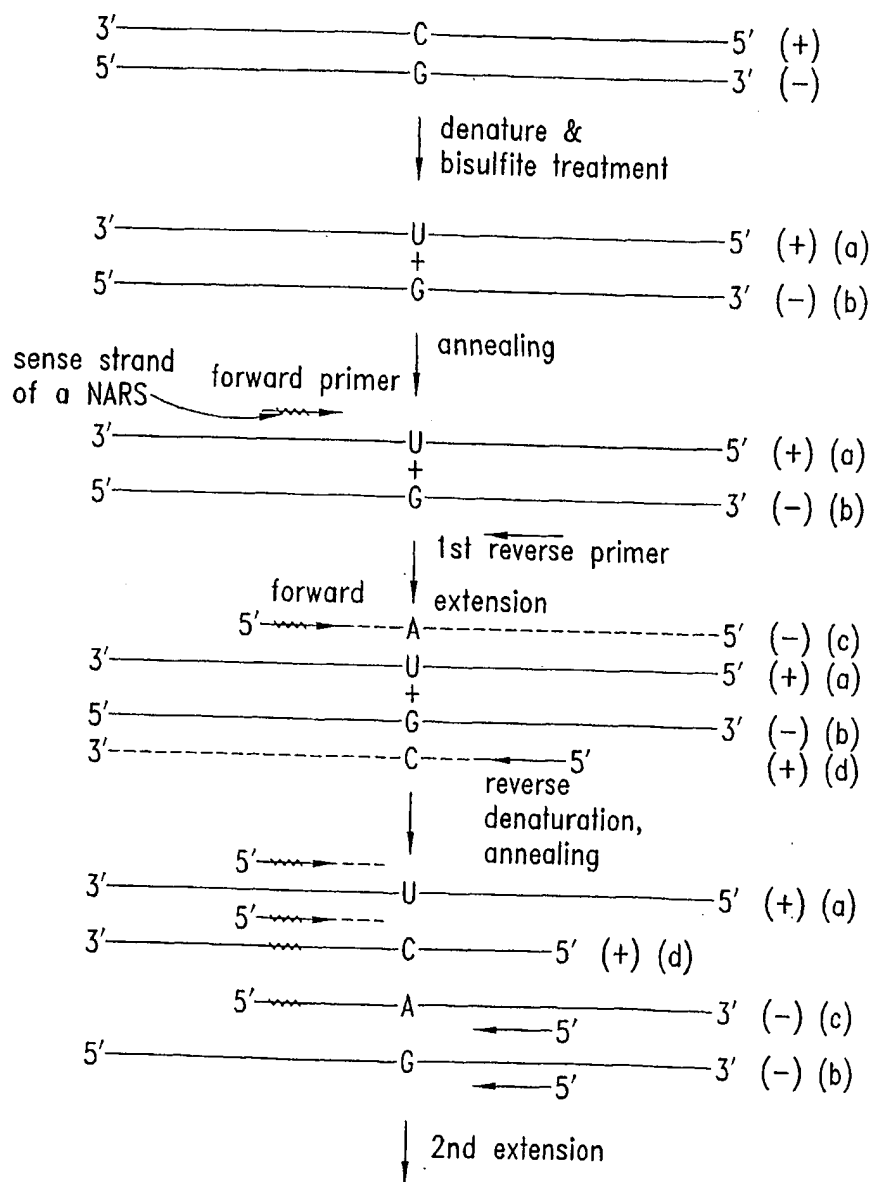 3′ C 5′ (+)
5′ G 3′ (−)
denature &
bisulfite treatment
3′ U 5′ (+) (a)
+
5′ G 3′ (−) (b)
annealing
sense strand
of a NARS
forward primer
3′ U 5′ (+) (a)
+
5′ G 3′ (−) (b)
1st reverse primer
forward
extension
5′ A 5′ (−) (c)
3′ U 5′ (+) (a)
+
5′ G 3′ (−) (b)
3′ C 5′ (+) (d)
reverse
denaturation,
annealing
5′
3′ U 5′ (+) (a)
5′
3′ C 5′ (+) (d)
5′ A 3′ (−) (c)
5′
5′ G 3′ (−) (b)
5′
2nd extension